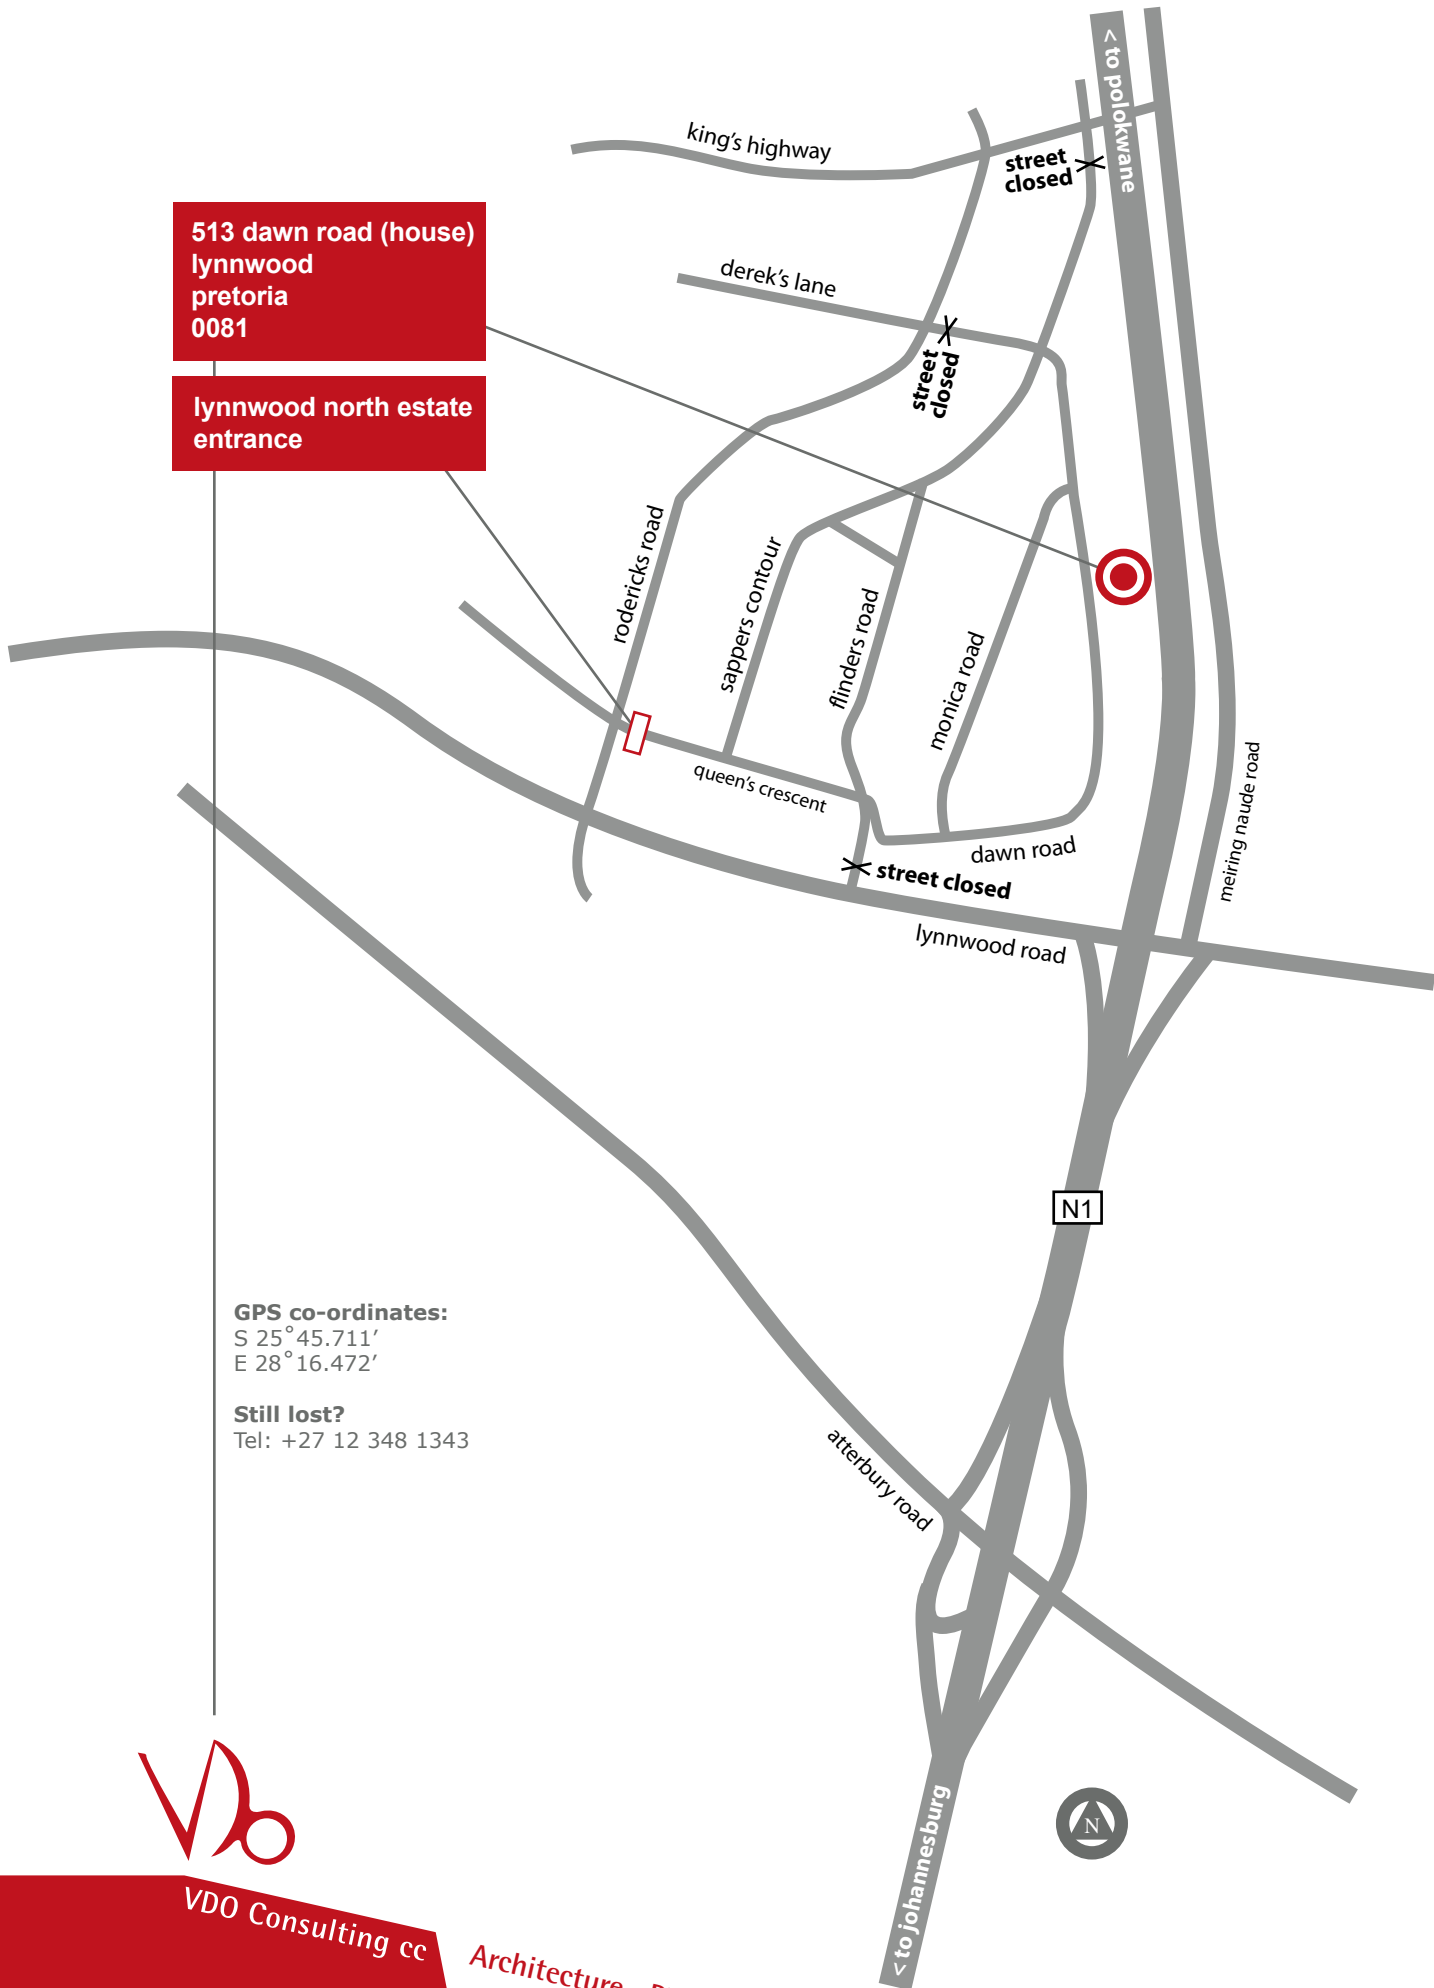 < to polokwane
king's highway
street
closed
513 dawn road (house)
lynnwood
pretoria
0081
derek's lane
street
closed
lynnwood north estate
entrance
rodericks road
sappers contour
flinders road
monica road
queen's crescent
meiring naude road
dawn road
street closed
lynnwood road
N1
GPS co-ordinates:
S 25°45.711′
E 28°16.472′
Still lost?
Tel: +27 12 348 1343
atterbury road
< to johannesburg
N
VDO
VDO Consulting cc
Architecture